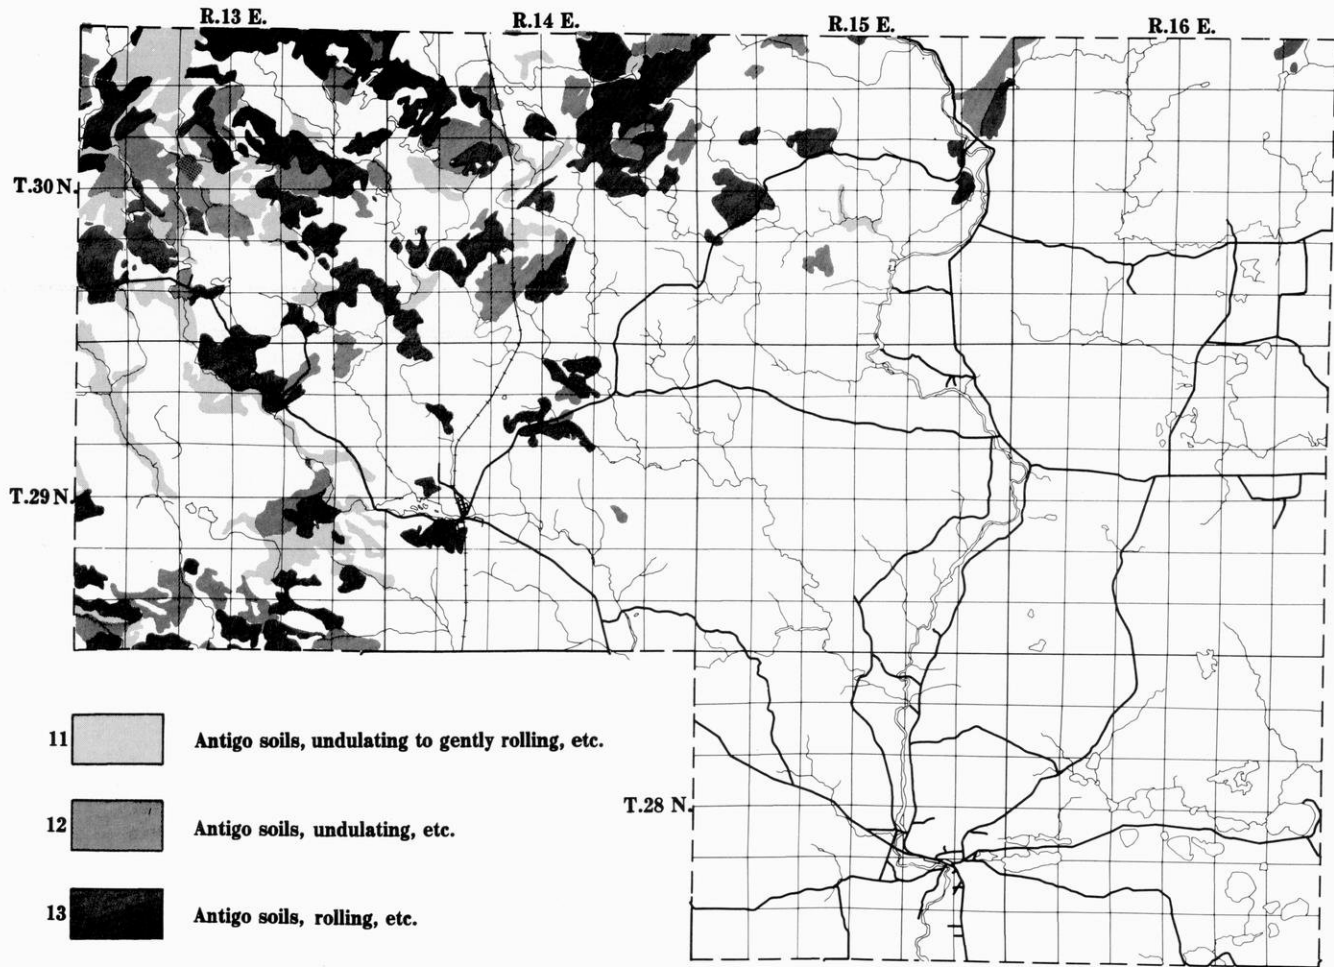 R.13 E.
R.14 E.
R.15 E.
R.16 E.
T.30 N.
T.29 N.
T.28 N.
11 Antigo soils, undulating to gently rolling, etc.
12 Antigo soils, undulating, etc.
13 Antigo soils, rolling, etc.